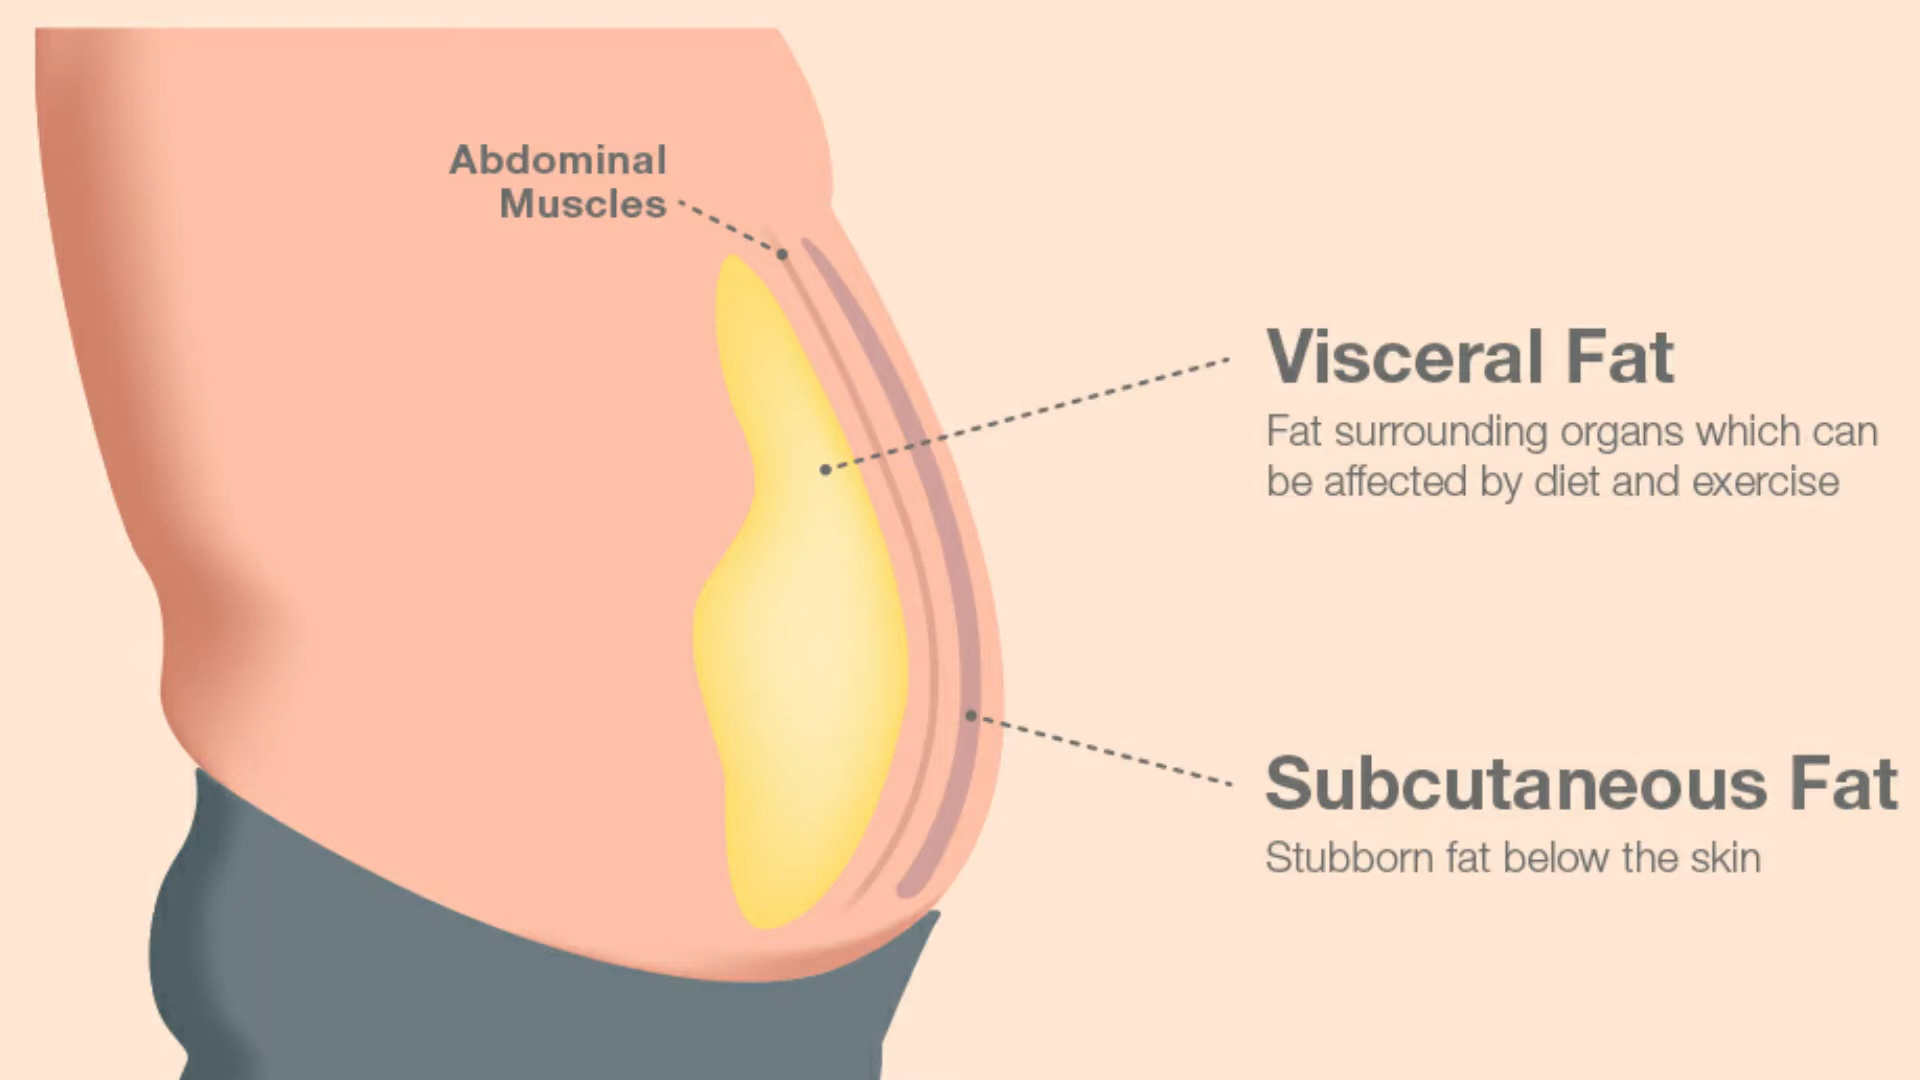 Abdominal
Muscles
Visceral Fat
Fat surrounding organs which can
be affected by diet and exercise
Subcutaneous Fat
Stubborn fat below the skin